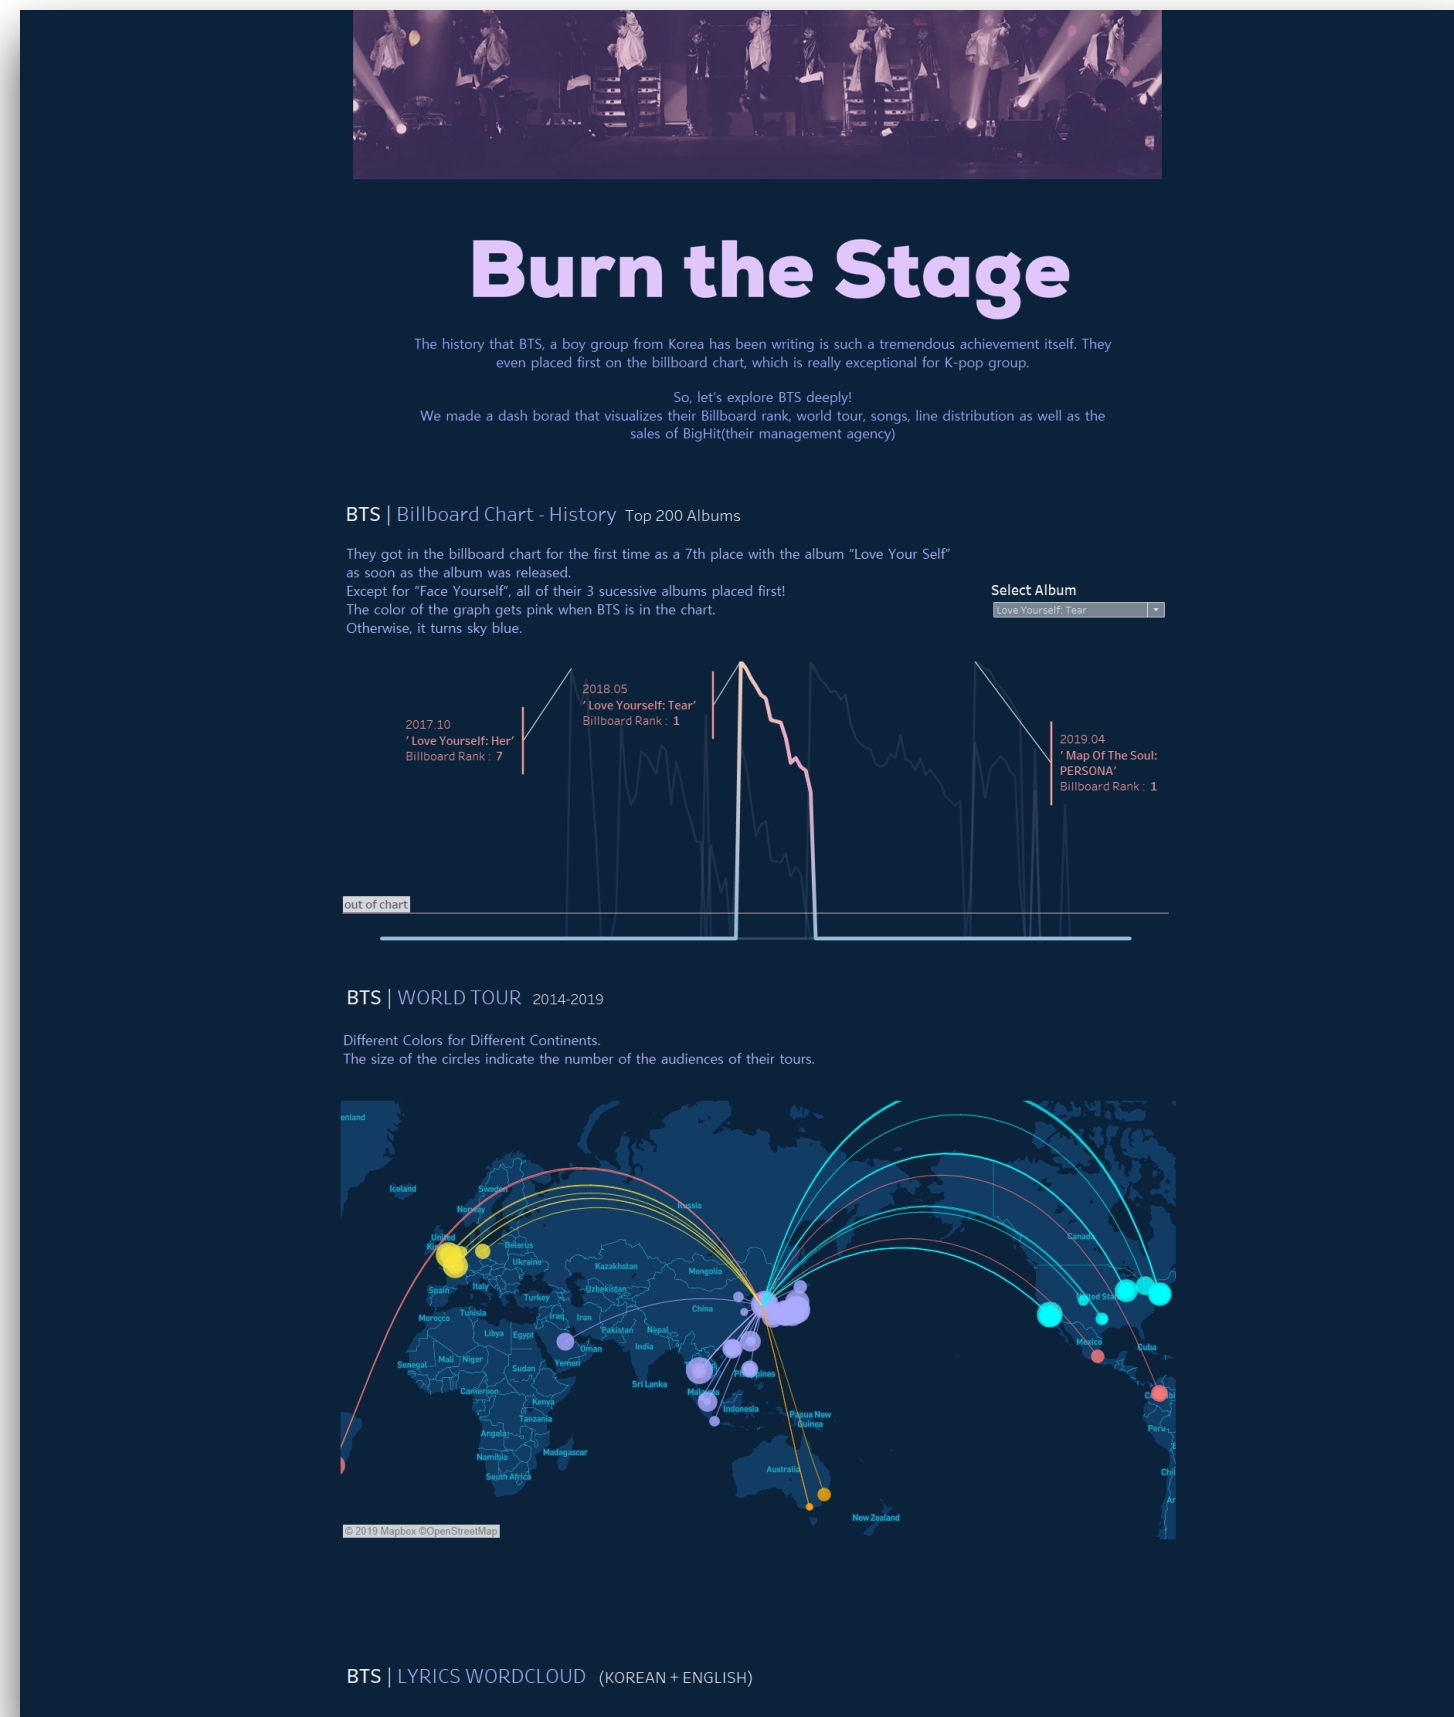 Burn the Stage
The history that BTS, a boy group from Korea has been writing is such a tremendous achievement itself. They
even placed first on the billboard chart, which is really exceptional for K-pop group.
So, let's explore BTS deeply!
We made a dash borad that visualizes their Billboard rank, world tour, songs, line distribution as well as the
sales of BigHit(their management agency)
BTS | Billboard Chart - History Top 200 Albums
They got in the billboard chart for the first time as a 7th place with the album “Love Your Self”
as soon as the album was released.
Except for “Face Yourself”, all of their 3 sucessive albums placed first!
The color of the graph gets pink when BTS is in the chart.
Otherwise, it turns sky blue.
Select Album
Love Yourself: Tear
2017.10
‘ Love Yourself: Her’
Billboard Rank : 7
2018.05
‘ Love Yourself: Tear’
Billboard Rank : 1
2019.04
‘ Map Of The Soul:
PERSONA’
Billboard Rank : 1
out of chart
BTS | WORLD TOUR 2014-2019
Different Colors for Different Continents.
The size of the circles indicate the number of the audiences of their tours.
enland
Iceland
Sweden
Norway
Russia
United
Belarus
Ukraine
Kazakhstan
Mongolia
Canada
Spain
Italy
Turkey
Uzbekistan
China
United Sta
Morocco
Tunisia
Iraq
Iran
Libya
Egypt
Pakistan
Nepal
India
Oman
Mexico
Cuba
Senegal
Mali
Niger
Sudan
Yemen
Sri Lanka
Cameroon
Kenya
Indonesia
Tanzania
Papua New
Guinea
Angola
Peru
Namibia
Madagascar
South Africa
Australia
Chil
Ar
New Zealand
© 2019 Mapbox ©OpenStreetMap
BTS | LYRICS WORDCLOUD (KOREAN + ENGLISH)